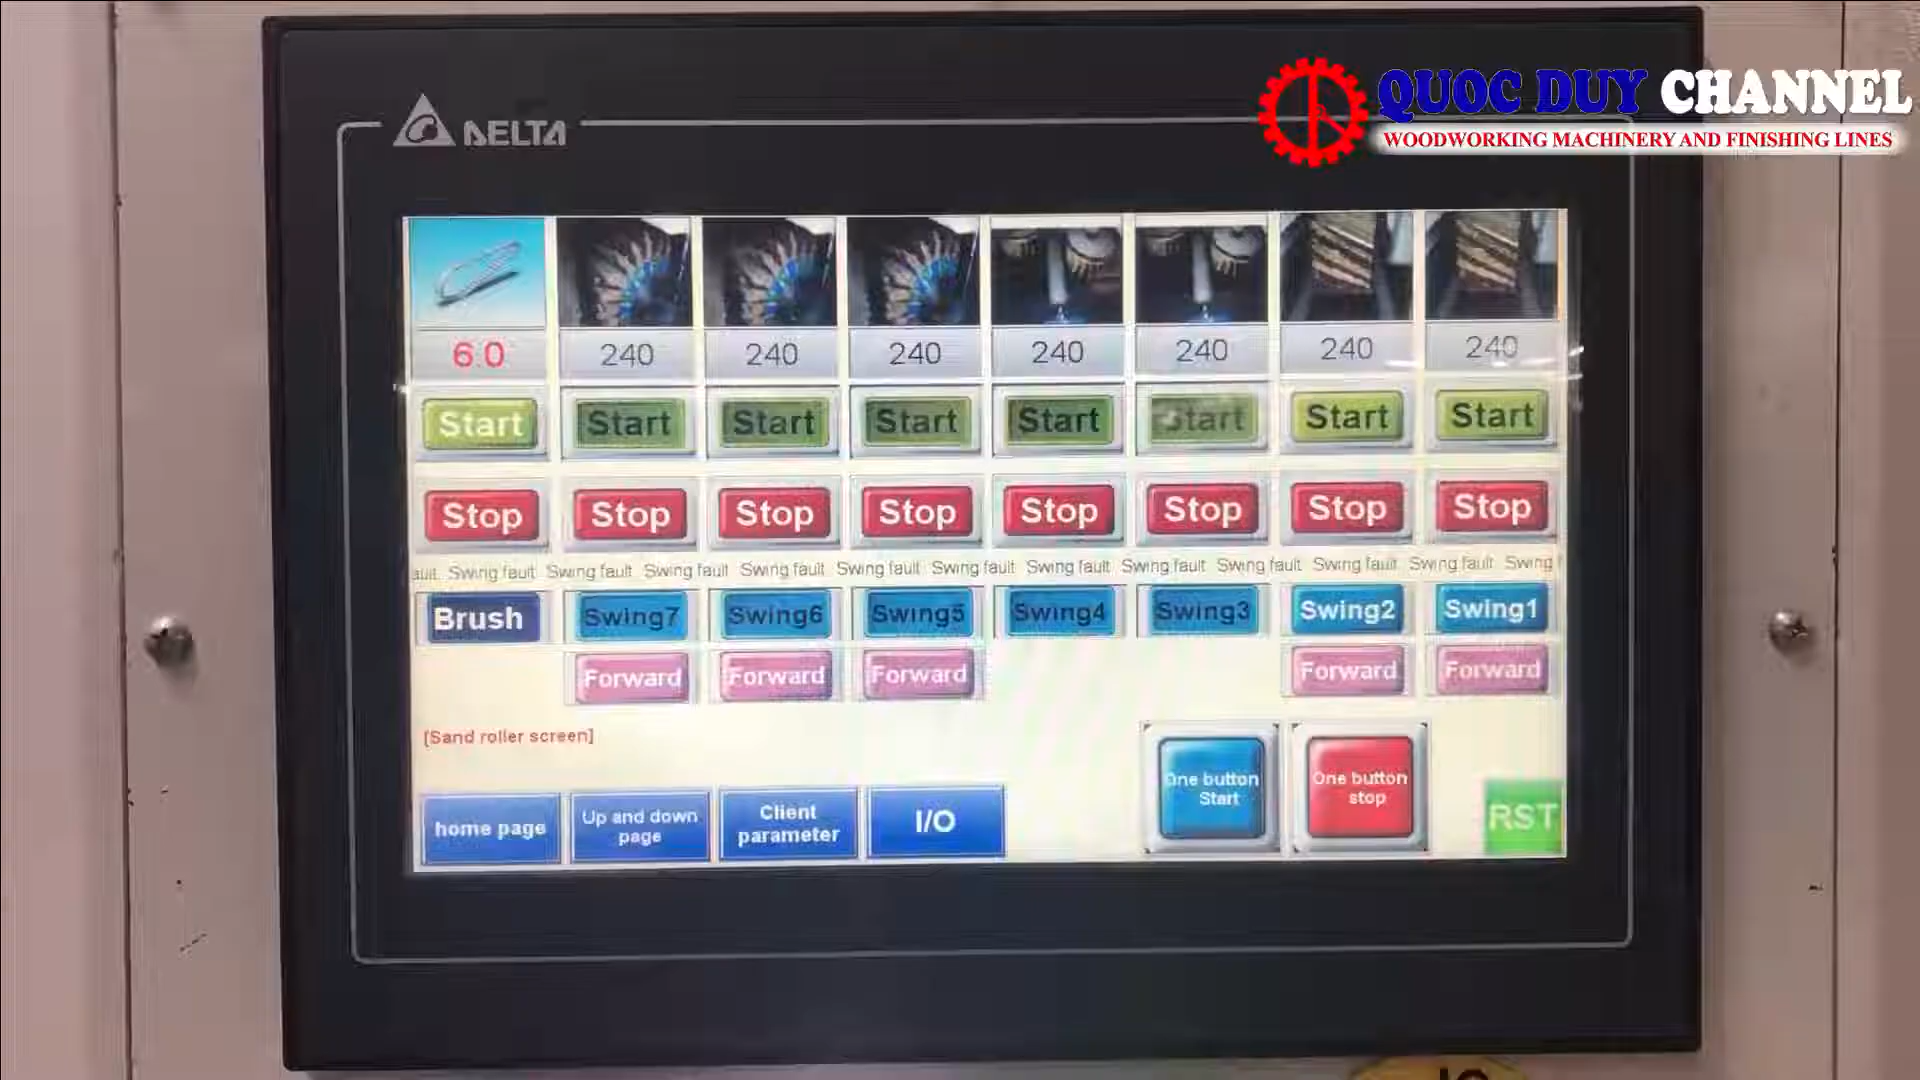 QUOC DUY CHANNEL
WOODWORKING MACHINERY AND FINISHING LINES
DELTA
6.0 240 240 240 240 240 240 240
Start Start Start Start Start Start Start Start
Stop Stop Stop Stop Stop Stop Stop Stop
ault Swing fault Swing fault Swing fault Swing fault Swing fault Swing fault Swing fault Swing fault Swing fault Swing fault Swing fault Swing
Brush Swing7 Swing6 Swing5 Swing4 Swing3 Swing2 Swing1
Forward Forward Forward Forward Forward
[Sand roller screen]
One button
Start
One button
stop
home page
Up and down
page
Client
parameter
I/O
RST